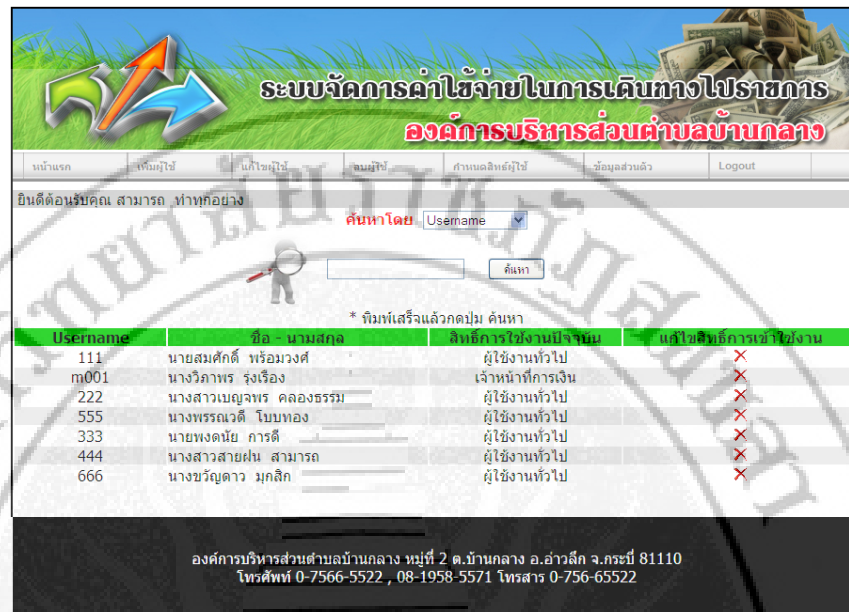 ระบบจัดการค่าใช้จ่ายในการเดินทางไปราชการ
องค์การบริหารส่วนตำบลบ้านกลาง
หน้าแรก เพิ่มผู้ใช้ แก้ไขผู้ใช้ ลบผู้ใช้ กำหนดสิทธ์ผู้ใช้ ข้อมูลส่วนตัว Logout
ยินดีต้อนรับคุณ สามารถ ทำทุกอย่าง
ค้นหาโดย Username
ค้นหา
* พิมพ์เสร็จแล้วกดปุ่ม ค้นหา
Username ชื่อ - นามสกุล สิทธิ์การใช้งานปัจจุบัน แก้ไขสิทธิ์การเข้าใช้งาน
111 นายสมศักดิ์ พร้อมวงศ์ ผู้ใช้งานทั่วไป
m001 นางวิภาพร รุ่งเรือง เจ้าหน้าที่การเงิน
222 นางสาวเบญจพร คลองธรรม ผู้ใช้งานทั่วไป
555 นางพรรณวดี โบบทอง ผู้ใช้งานทั่วไป
333 นายพงดนัย การดี ผู้ใช้งานทั่วไป
444 นางสาวสายฝน สามารถ ผู้ใช้งานทั่วไป
666 นางขวัญดาว มุกสิก ผู้ใช้งานทั่วไป
องค์การบริหารส่วนตำบลบ้านกลาง หมู่ที่ 2 ต.บ้านกลาง อ.อ่าวลึก จ.กระบี่ 81110
โทรศัพท์ 0-7566-5522 , 08-1958-5571 โทรสาร 0-756-65522